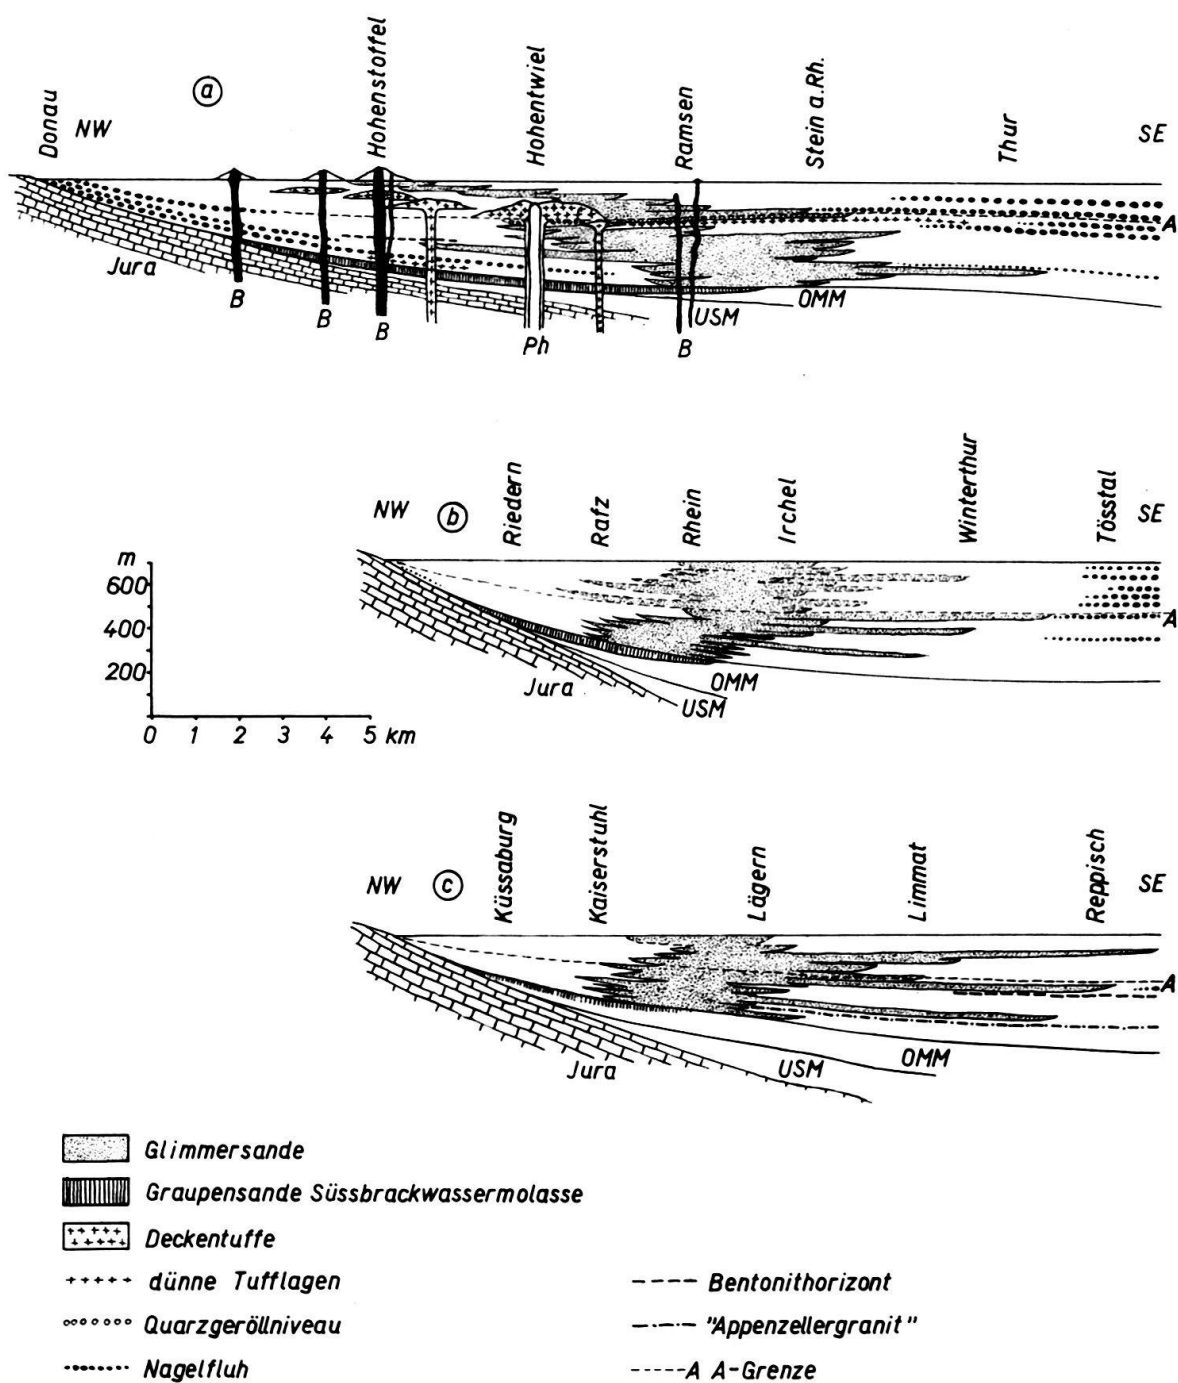 a
Donau
NW
Hohenstoffel
Hohentwiel
Ramsen
Stein a.Rh.
Thur
SE
A
Jura
B
B
B
Ph
B
USM
OMM
NW
b
Riedern
Rafz
Rhein
Irchel
Winterthur
Tösstal
SE
A
Jura
OMM
USM
m
600
400
200
0 1 2 3 4 5 km
NW
c
Küssaburg
Kaiserstuhl
Lägern
Limmat
Reppisch
SE
A
Jura
USM
OMM
Glimmersande
Graupensande Süssbrackwassermolasse
Deckentuffe
dünne Tufflagen
Quarzgeröllniveau
Nagelfluh
Bentonithorizont
"Appenzellergranit"
A A-Grenze